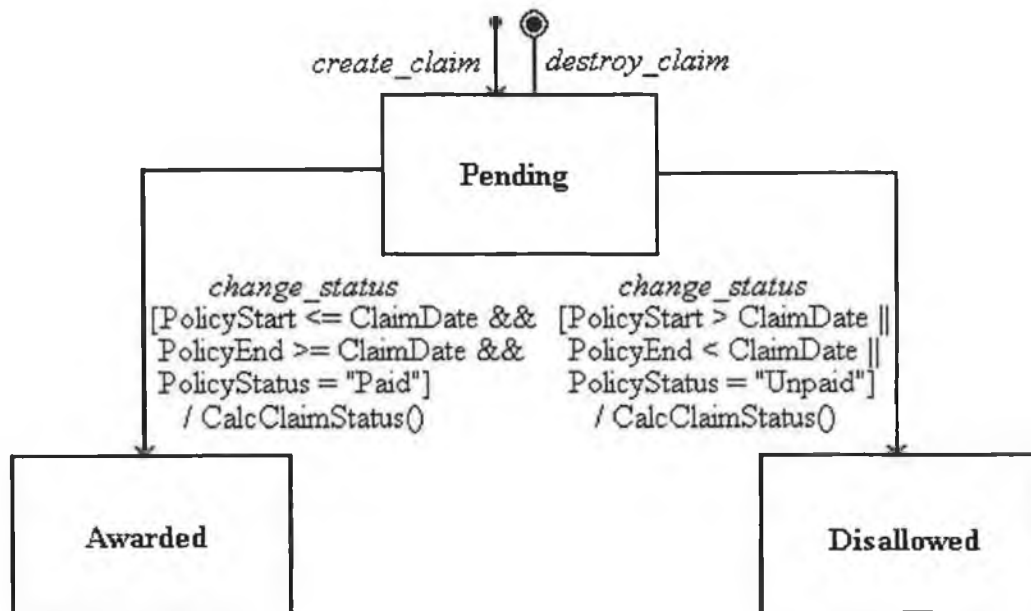 create_claim
destroy_claim
Pending
change_status
[PolicyStart <= ClaimDate &&
PolicyEnd >= ClaimDate &&
PolicyStatus = "Paid"]
/ CalcClaimStatus()
change_status
[PolicyStart > ClaimDate ||
PolicyEnd < ClaimDate ||
PolicyStatus = "Unpaid"]
/ CalcClaimStatus()
Awarded
Disallowed